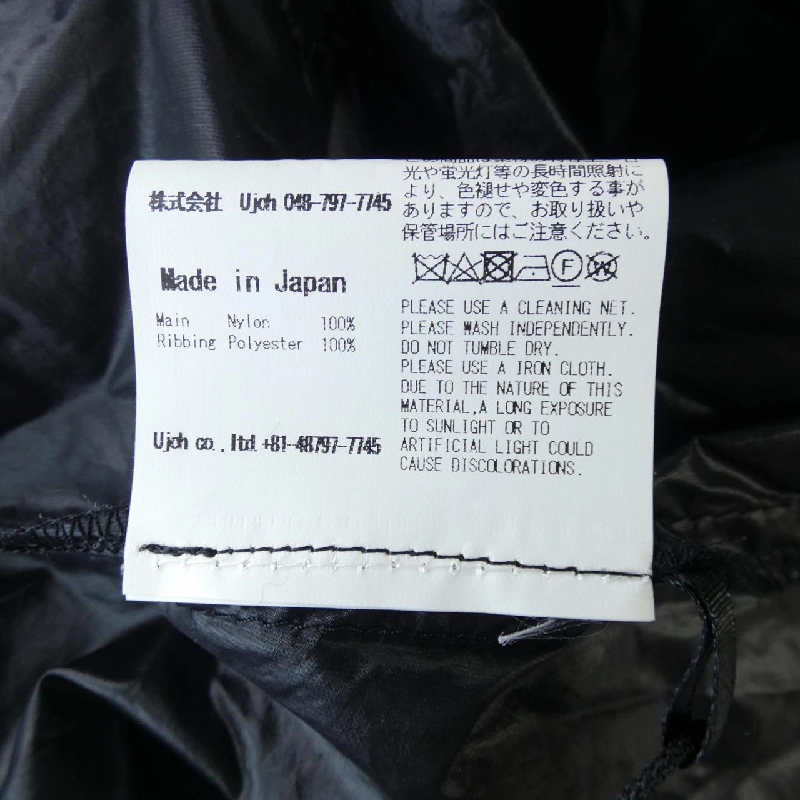 株式会社 Ujoh 048-797-7745
Made in Japan
Main Nylon 100%
Ribbing Polyester 100%
Ujoh co.,ltd +81-48797-7745
光や蛍光灯等の長時間照射に
より、色褪せや変色する事が
ありますので、お取り扱いや
保管場所にはご注意ください。
F
W
PLEASE USE A CLEANING NET.
PLEASE WASH INDEPENDENTLY.
DO NOT TUMBLE DRY.
PLEASE USE A IRON CLOTH.
DUE TO THE NATURE OF THIS
MATERIAL,A LONG EXPOSURE
TO SUNLIGHT OR TO
ARTIFICIAL LIGHT COULD
CAUSE DISCOLORATIONS.